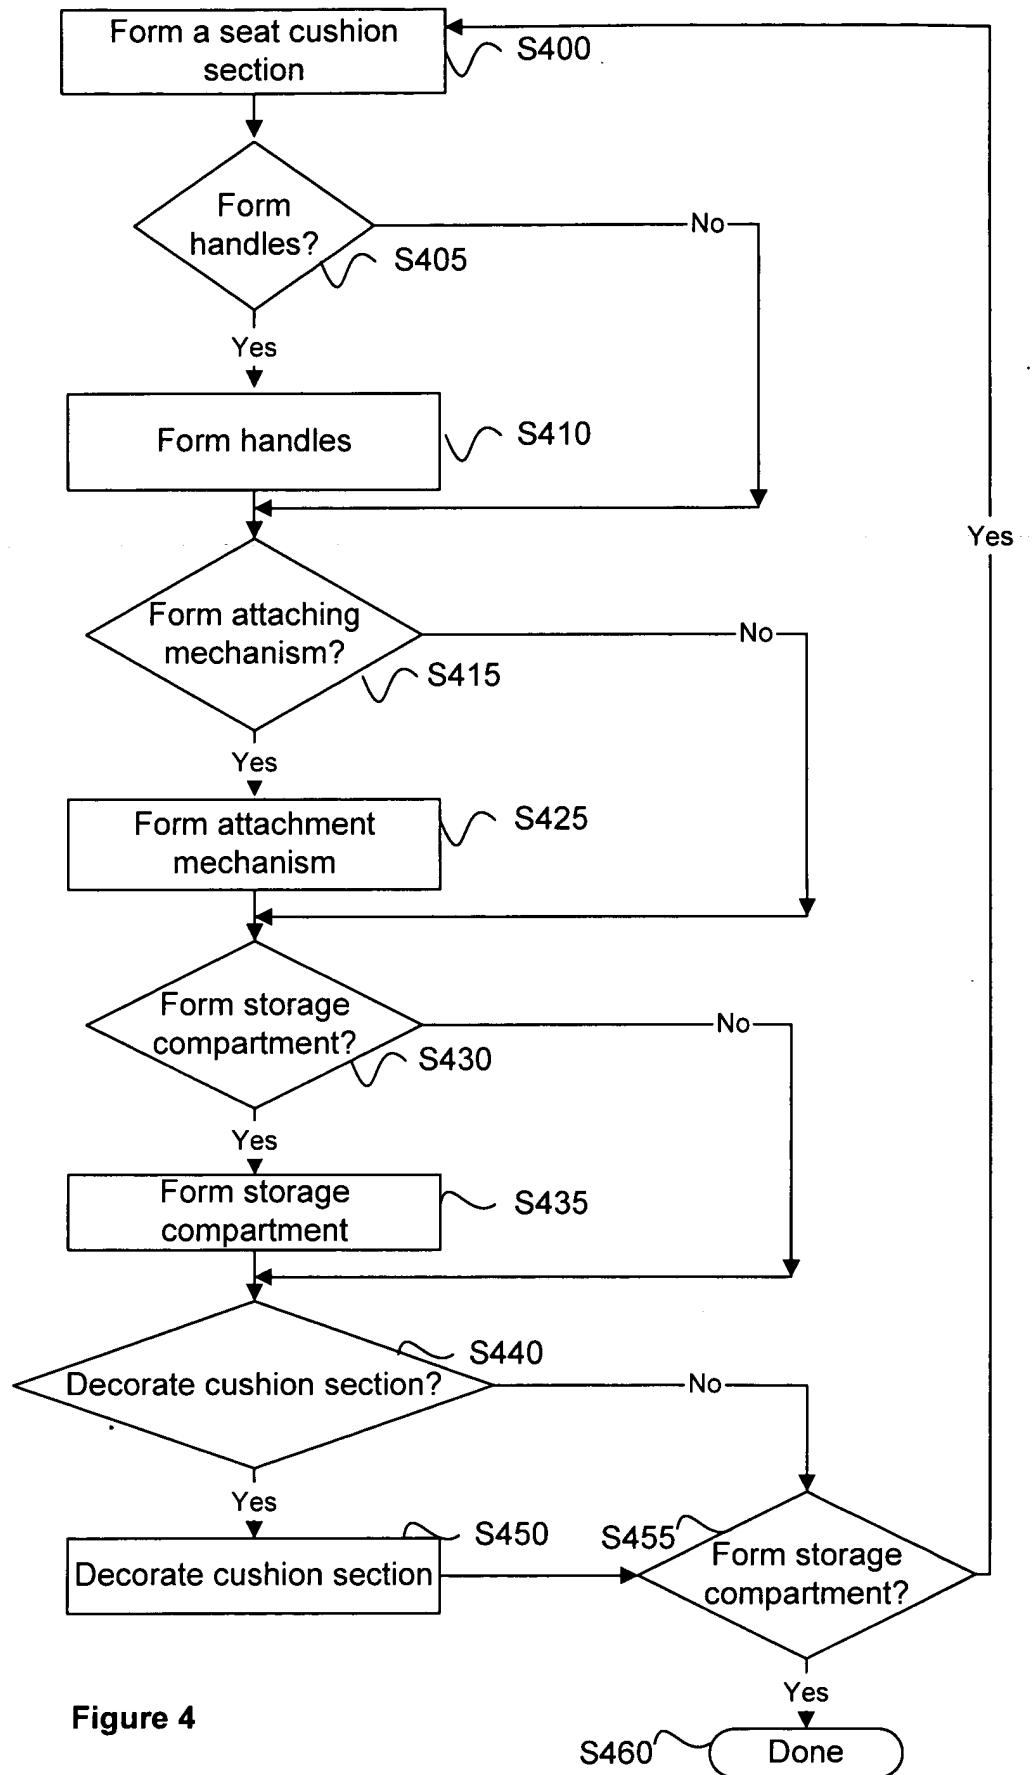 Form a seat cushion
section
S400
Form
handles?
No
S405
Yes
Form handles
S410
Yes
Form attaching
mechanism?
No
S415
Yes
Form attachment
mechanism
S425
Form storage
compartment?
No
S430
Yes
Form storage
compartment
S435
S440
Decorate cushion section?
No
Yes
S450
Decorate cushion section
S455
Form storage
compartment?
Yes
Figure 4
S460
Done